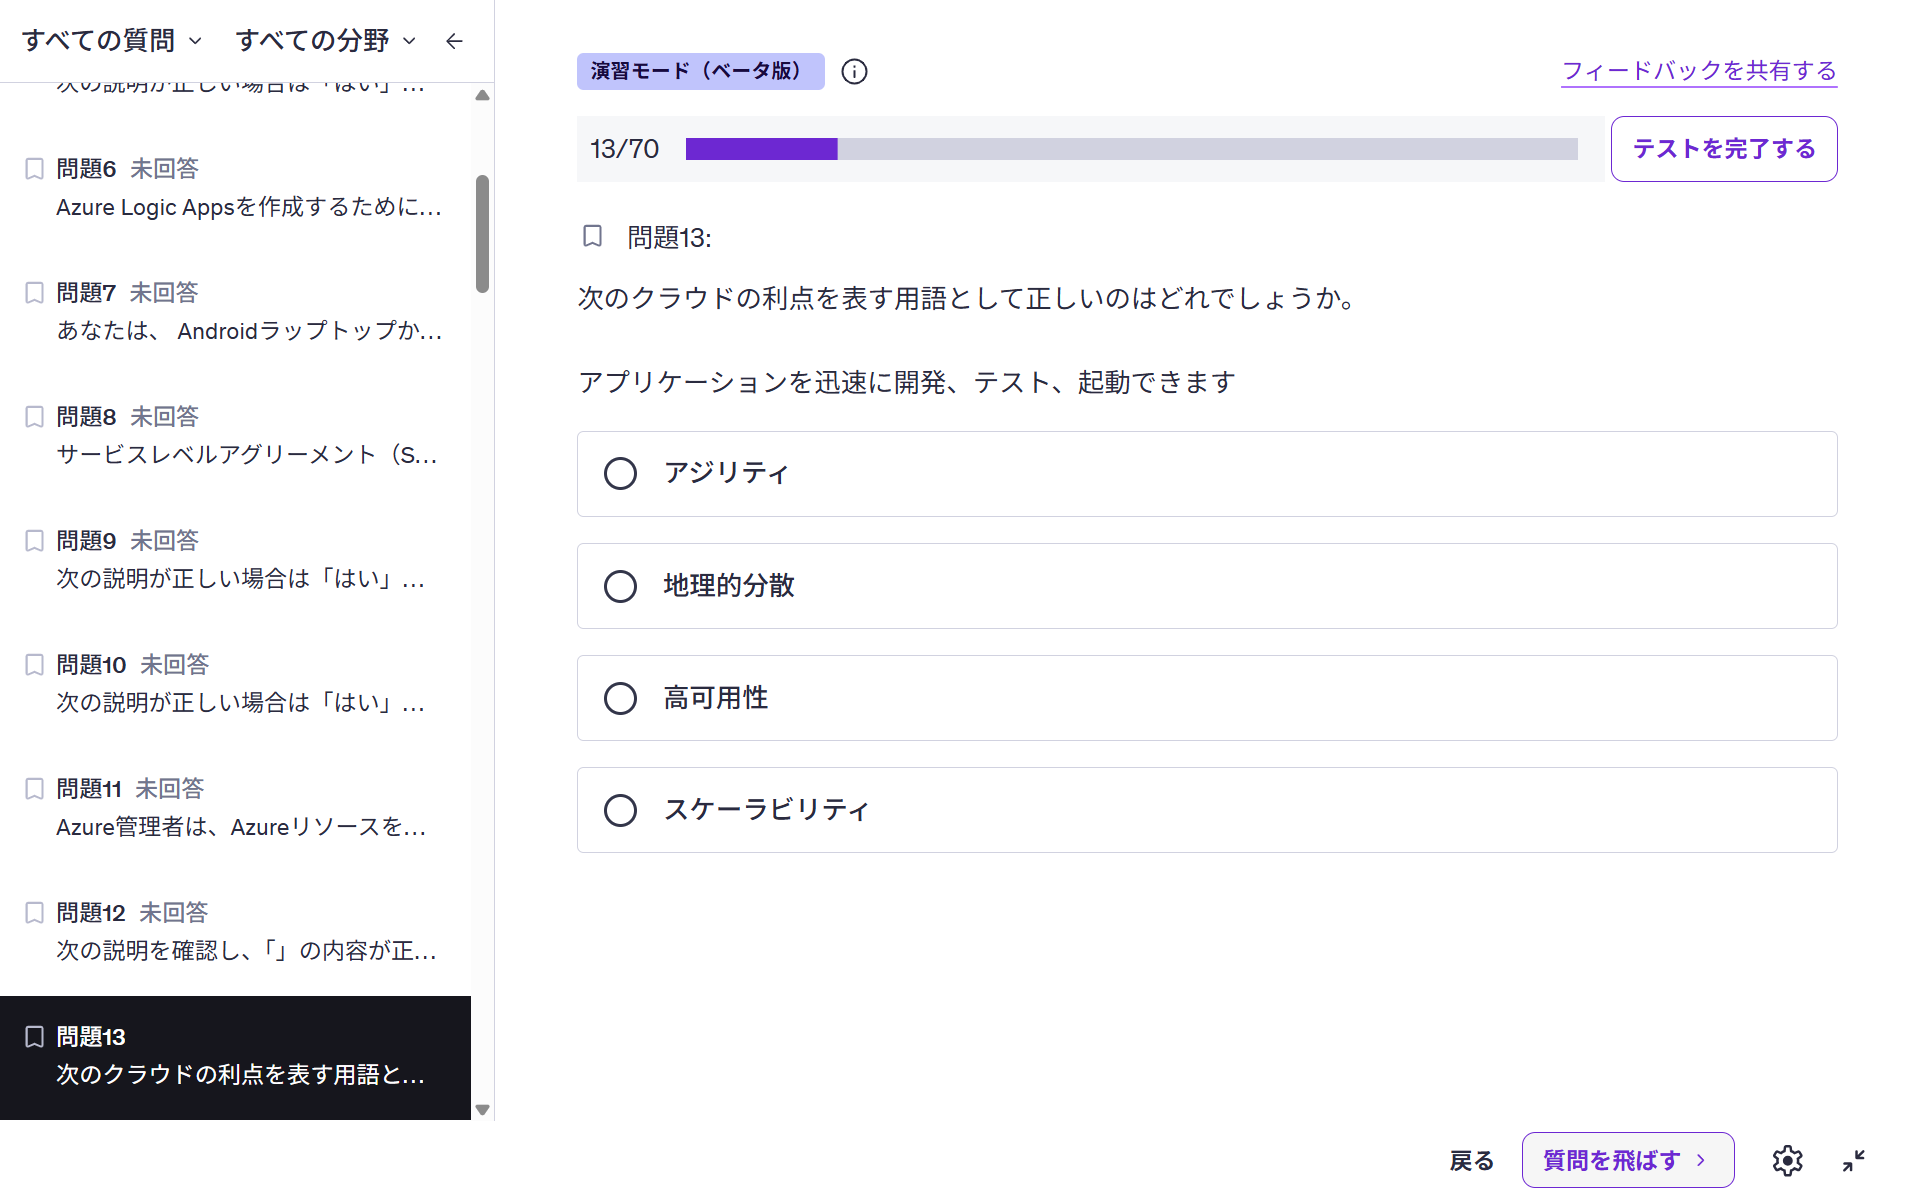 すべての質問
すべての分野
次の説明が正しい場合は「はい」…
問題6 未回答
Azure Logic Appsを作成するために…
問題7 未回答
あなたは、 Androidラップトップか…
問題8 未回答
サービスレベルアグリーメント（S…
問題9 未回答
次の説明が正しい場合は「はい」…
問題10 未回答
次の説明が正しい場合は「はい」…
問題11 未回答
Azure管理者は、Azureリソースを…
問題12 未回答
次の説明を確認し、「」の内容が正…
問題13
次のクラウドの利点を表す用語と…
演習モード（ベータ版）
フィードバックを共有する
13/70
テストを完了する
問題13:
次のクラウドの利点を表す用語として正しいのはどれでしょうか。
アプリケーションを迅速に開発、テスト、起動できます
アジリティ
地理的分散
高可用性
スケーラビリティ
戻る
質問を飛ばす